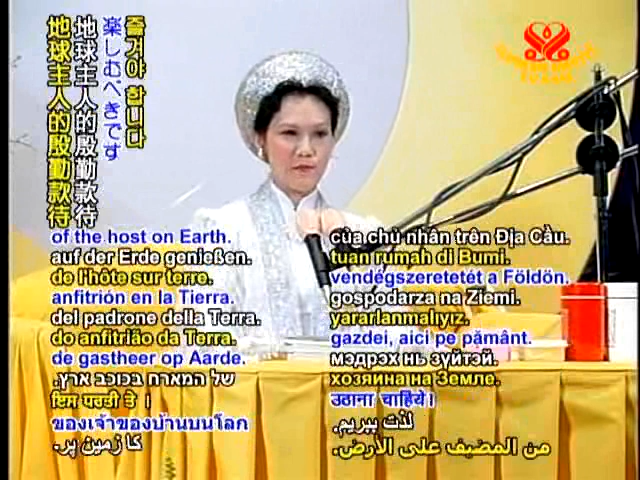 즐겨야 합니다
楽しむべきです
地球主人的殷勤款待
地球主人的殷勤款待
of the host on Earth.
auf der Erde genießen.
de l'hôte sur terre.
anfitrión en la Tierra.
del padrone della Terra.
do anfitrião da Terra.
de gastheer op Aarde.
של המארח בכוכב ארץ.
ਇਸ ਧਰਤੀ ਤੇ ।
ของเจ้าของบ้านบนโลก
کا زمین پر.
của chủ nhân trên Địa Cầu.
tuan rumah di Bumi.
vendégszeretetét a Földön.
gospodarza na Ziemi.
yararlanmalıyız.
gazdei, aici pe pământ.
мэдрэх нь зүйтэй.
хозяина на Земле.
उठाना चाहिये।
لذت ببریم.
من المضيف على الأرض.